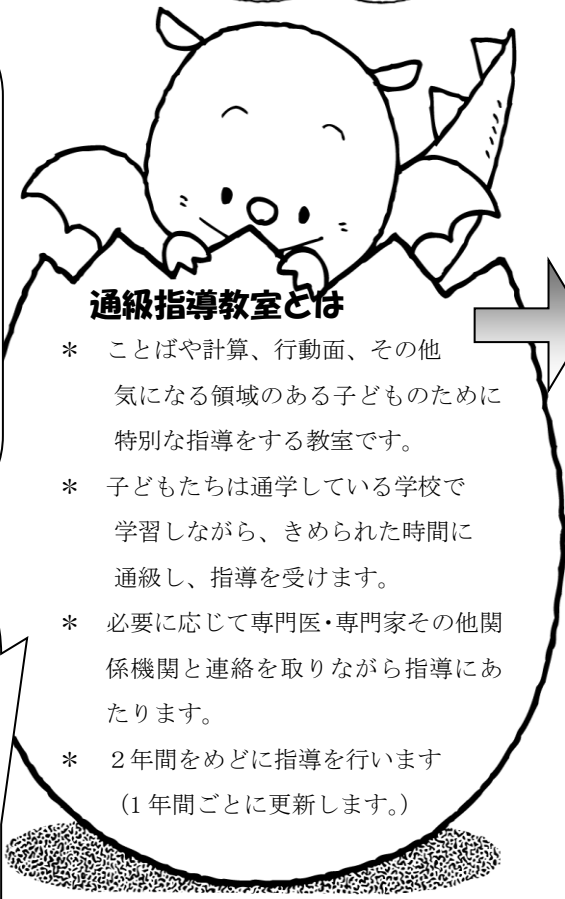 通級指導教室とは
＊　ことばや計算、行動面、その他
気になる領域のある子どものために
特別な指導をする教室です。
＊　子どもたちは通学している学校で
学習しながら、きめられた時間に
通級し、指導を受けます。
＊　必要に応じて専門医・専門家その他関
係機関と連絡を取りながら指導にあ
たります。
＊　２年間をめどに指導を行います
（1 年間ごとに更新します。）